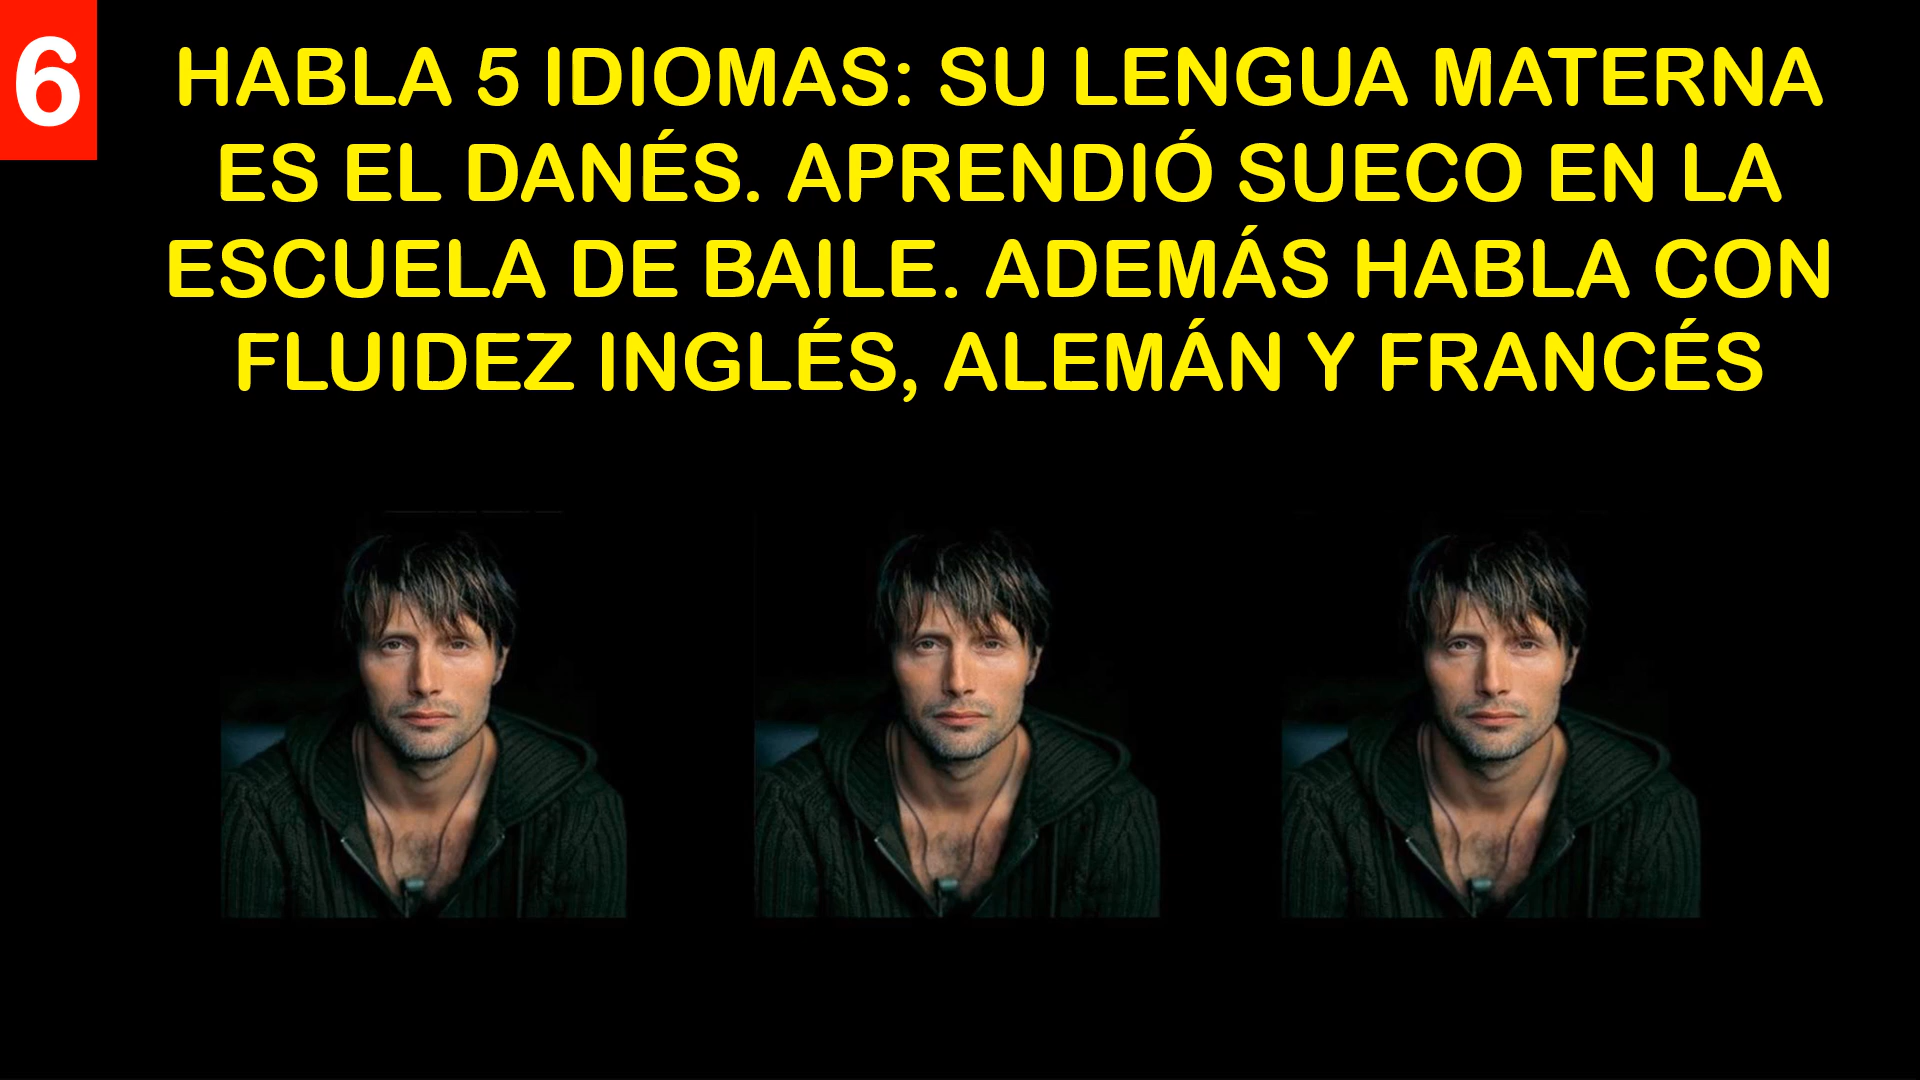 6
HABLA 5 IDIOMAS: SU LENGUA MATERNA
ES EL DANÉS. APRENDIÓ SUECO EN LA
ESCUELA DE BAILE. ADEMÁS HABLA CON
FLUIDEZ INGLÉS, ALEMÁN Y FRANCÉS